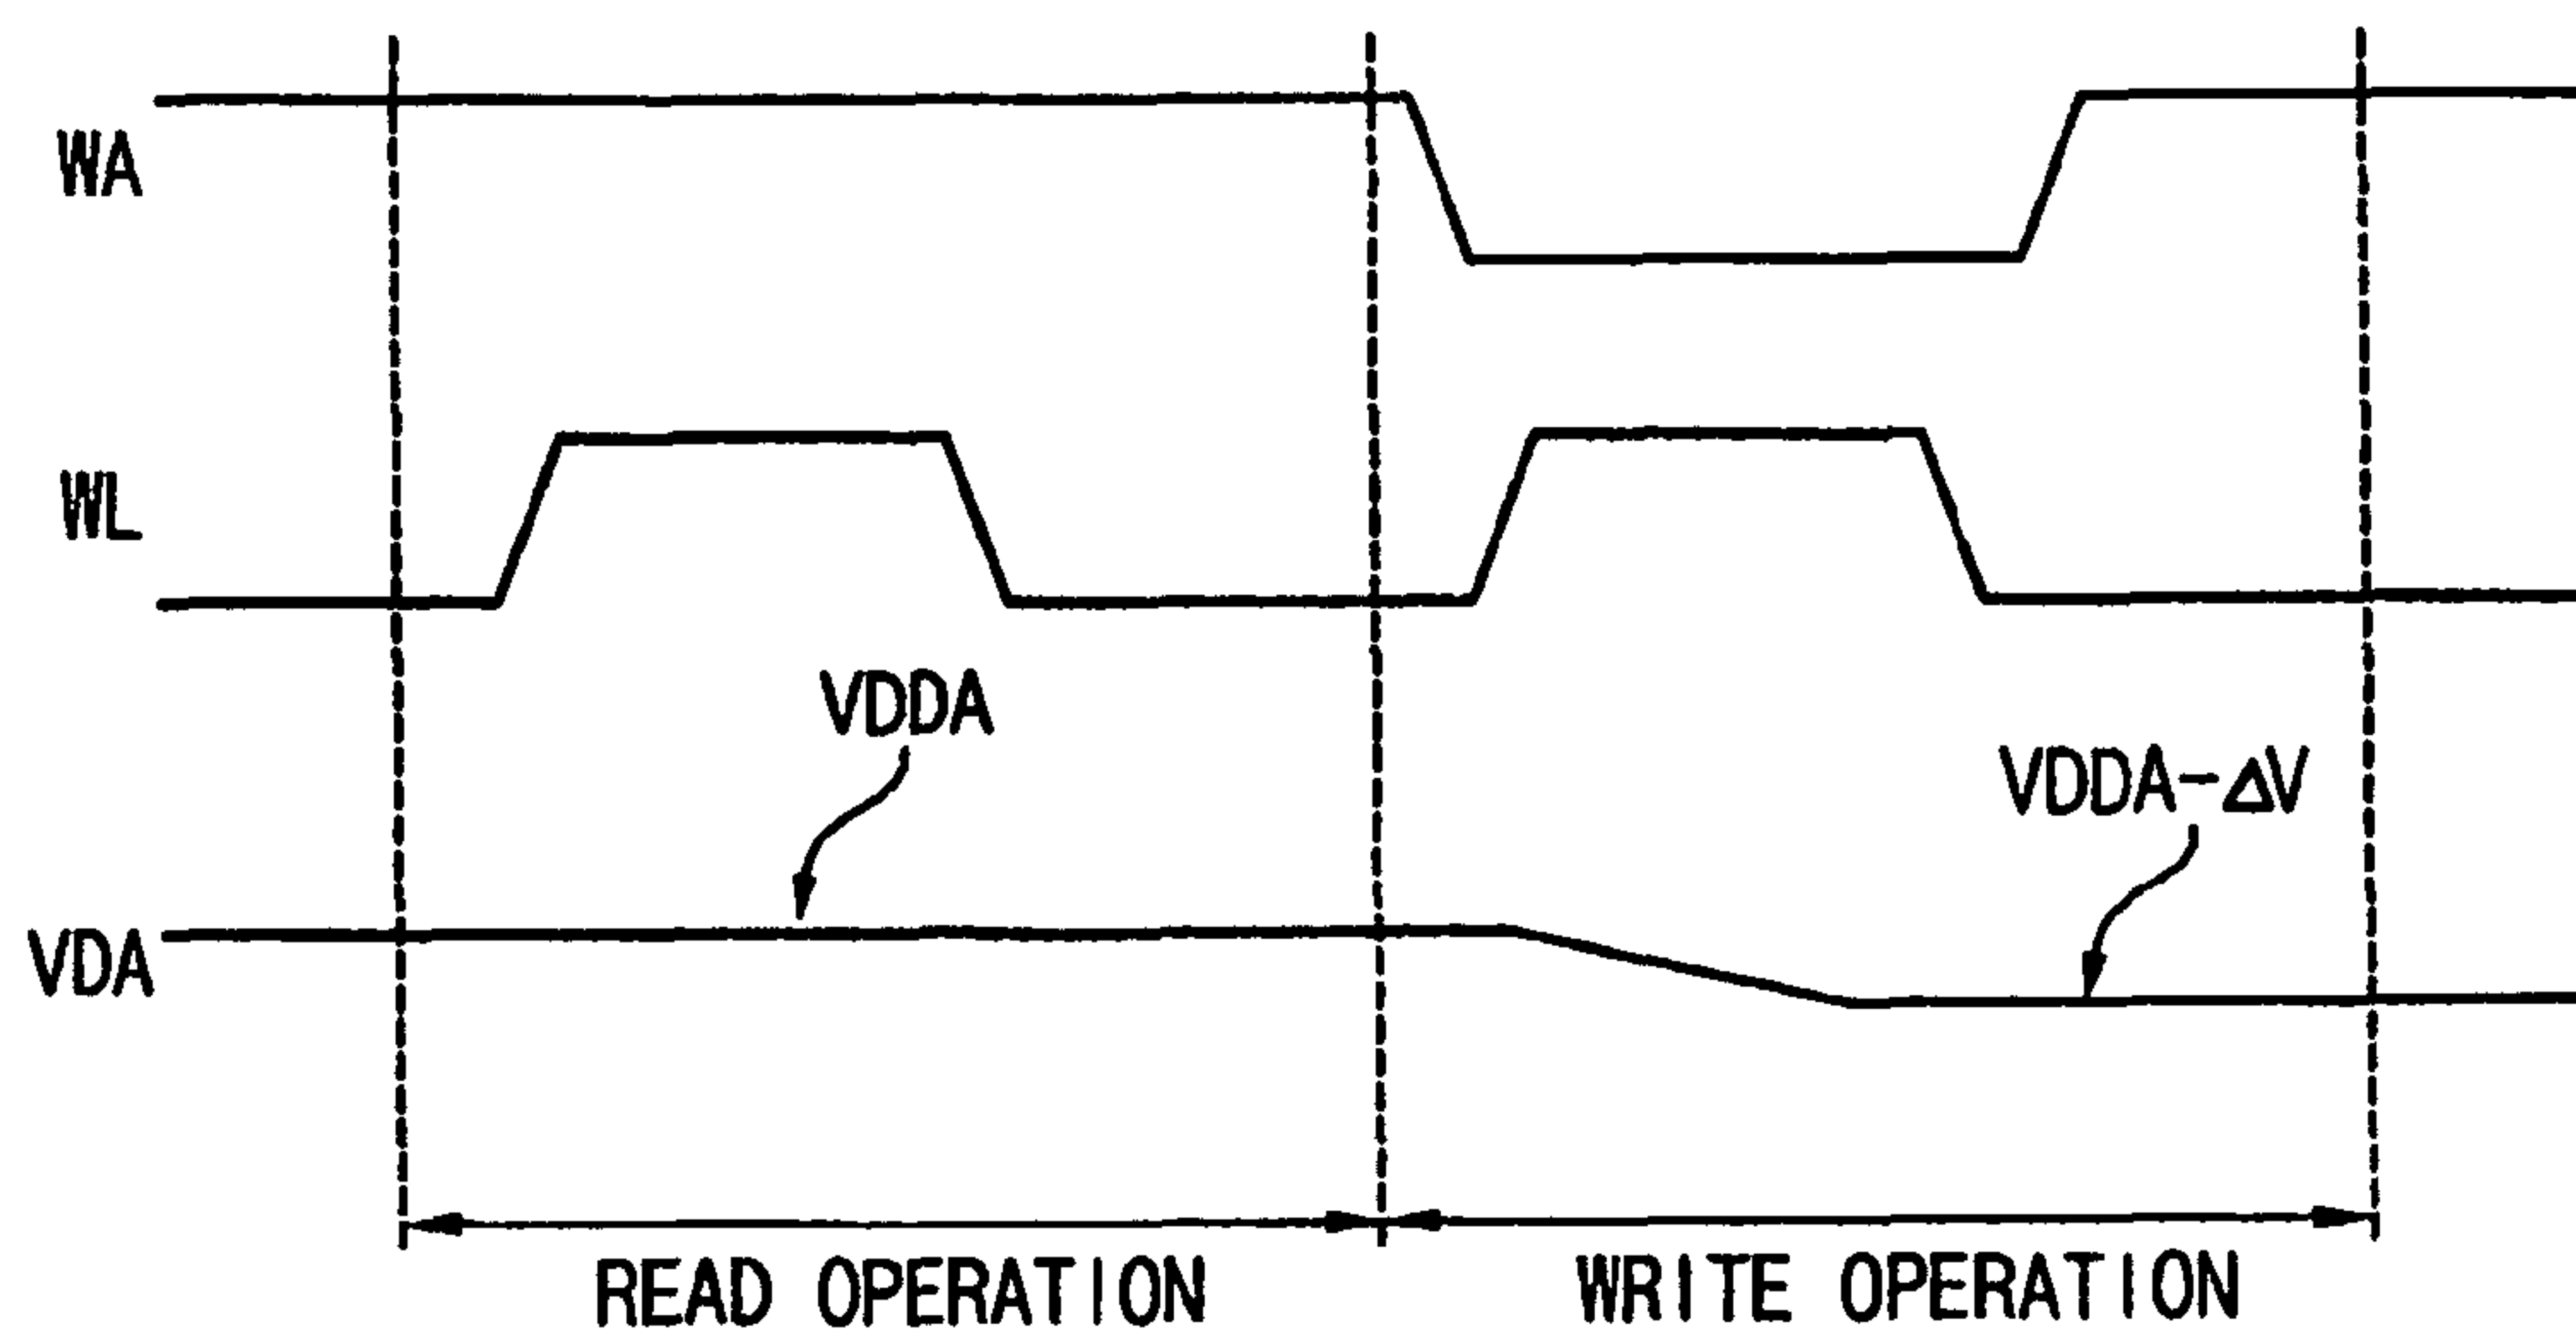 WA
WL
VDDA
VDDA-ΔV
VDA
READ OPERATION
WRITE OPERATION